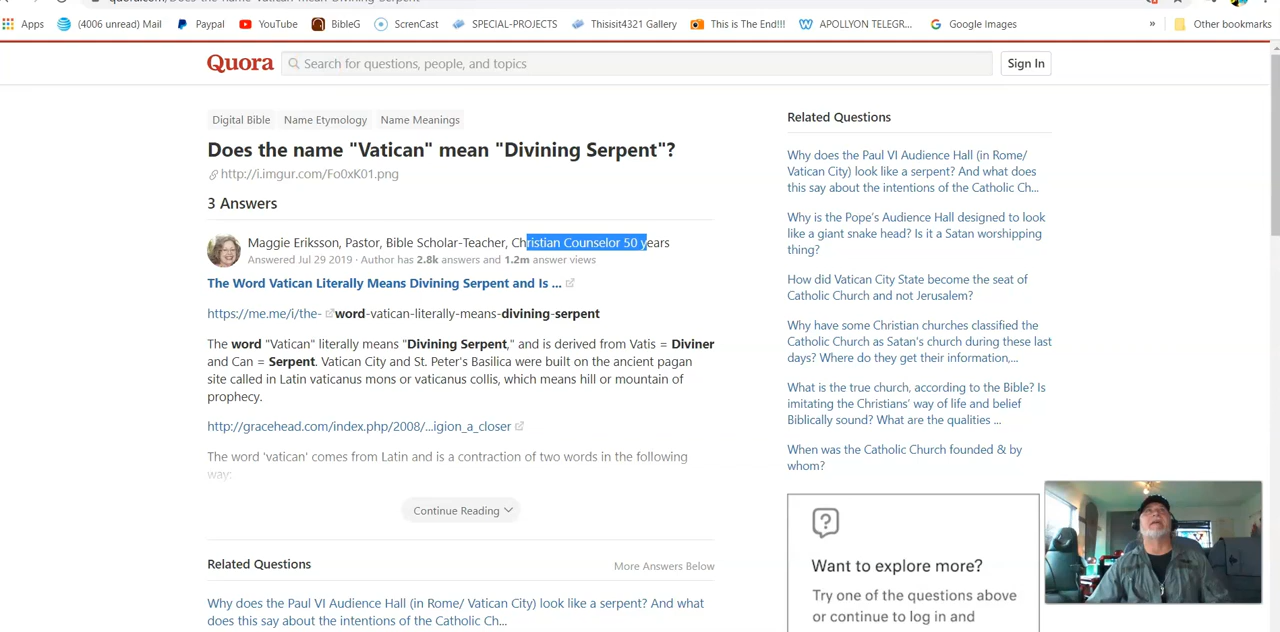 Apps (4006 unread) Mail Paypal YouTube BibleG ScrenCast SPECIAL-PROJECTS Thisisit4321 Gallery This is The End!!! APOLLYON TELEGR... Google Images » Other bookmarks
Quora Search for questions, people, and topics Sign In
Digital Bible Name Etymology Name Meanings
Does the name "Vatican" mean "Divining Serpent"?
http://i.imgur.com/Fo0xK01.png
3 Answers
Maggie Eriksson, Pastor, Bible Scholar-Teacher, Christian Counselor 50 years
Answered Jul 29 2019 · Author has 2.8k answers and 1.2m answer views
The Word Vatican Literally Means Divining Serpent and Is ...
https://me.me/i/the- word-vatican-literally-means-divining-serpent
The word "Vatican" literally means "Divining Serpent," and is derived from Vatis = Diviner
and Can = Serpent. Vatican City and St. Peter's Basilica were built on the ancient pagan
site called in Latin vaticanus mons or vaticanus collis, which means hill or mountain of
prophecy.
http://gracehead.com/index.php/2008/...igion_a_closer
The word 'vatican' comes from Latin and is a contraction of two words in the following
way:
Continue Reading
Related Questions More Answers Below
Why does the Paul VI Audience Hall (in Rome/ Vatican City) look like a serpent? And what
does this say about the intentions of the Catholic Ch...
Related Questions
Why does the Paul VI Audience Hall (in Rome/
Vatican City) look like a serpent? And what does
this say about the intentions of the Catholic Ch...
Why is the Pope's Audience Hall designed to look
like a giant snake head? Is it a Satan worshipping
thing?
How did Vatican City State become the seat of
Catholic Church and not Jerusalem?
Why have some Christian churches classified the
Catholic Church as Satan's church during these last
days? Where do they get their information,...
What is the true church, according to the Bible? Is
imitating the Christians' way of life and belief
Biblically sound? What are the qualities ...
When was the Catholic Church founded & by
whom?
Want to explore more?
Try one of the questions above
or continue to log in and